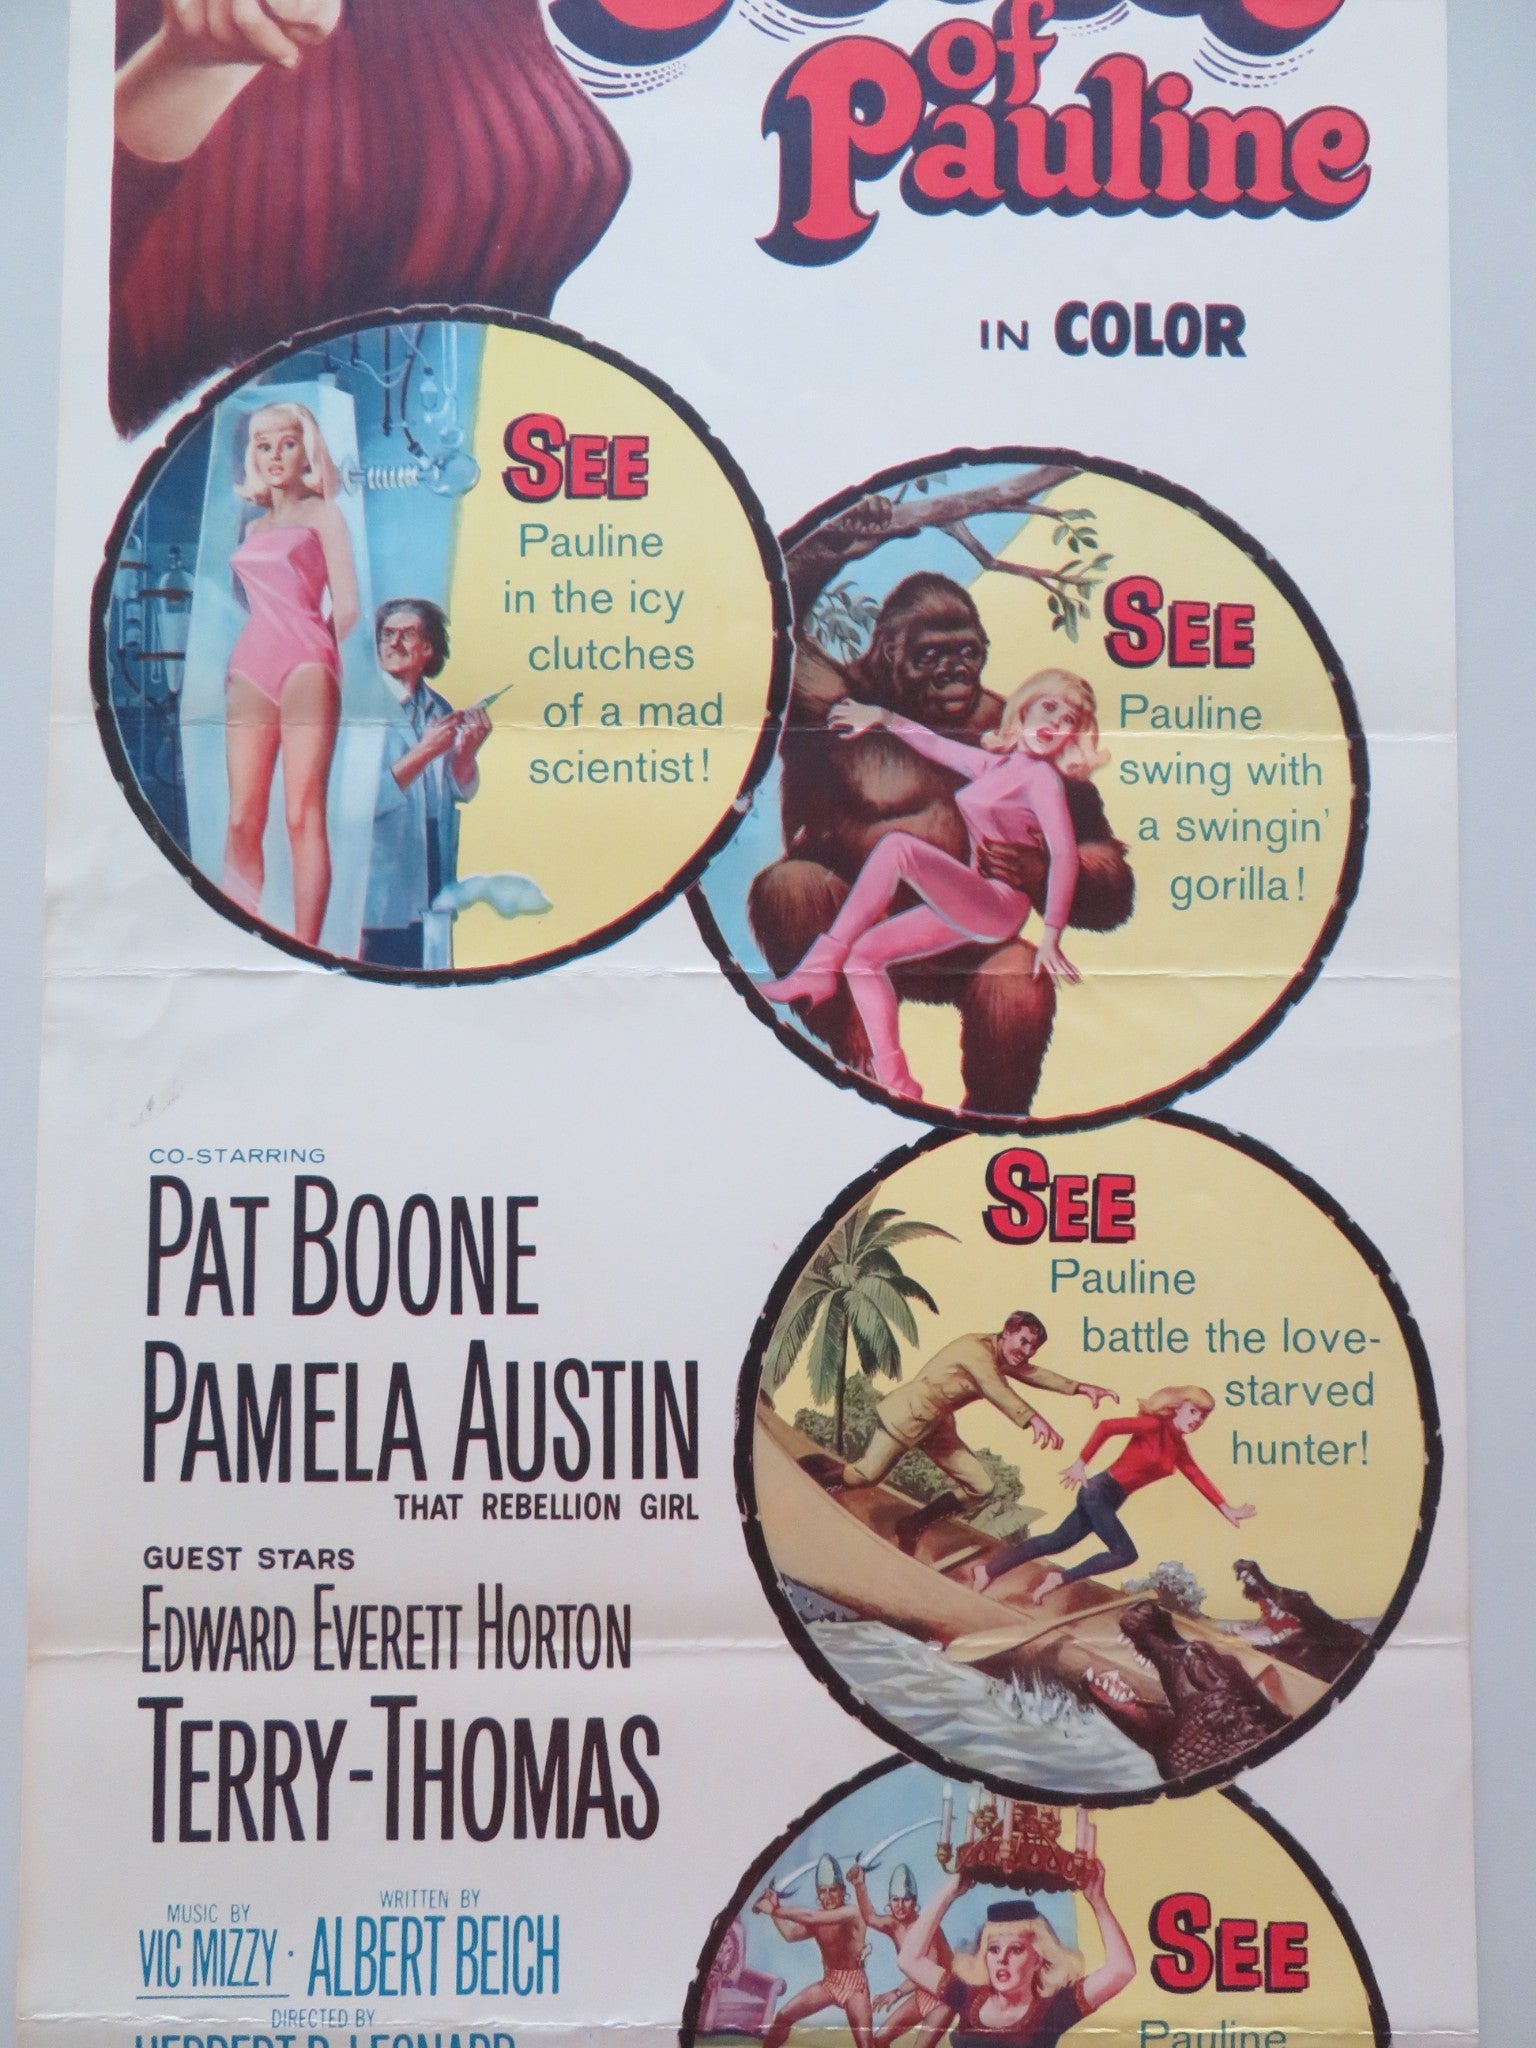 of
Pauline
IN COLOR
SEE
Pauline
in the icy
clutches
of a mad
scientist!
SEE
Pauline
swing with
a swingin'
gorilla!
SEE
Pauline
battle the love-
starved
hunter!
CO-STARRING
PAT BOONE
PAMELA AUSTIN
THAT REBELLION GIRL
GUEST STARS
EDWARD EVERETT HORTON
TERRY-THOMAS
MUSIC BY
VIC MIZZY ·
WRITTEN BY
ALBERT BEICH
DIRECTED BY
SEE
Pauline